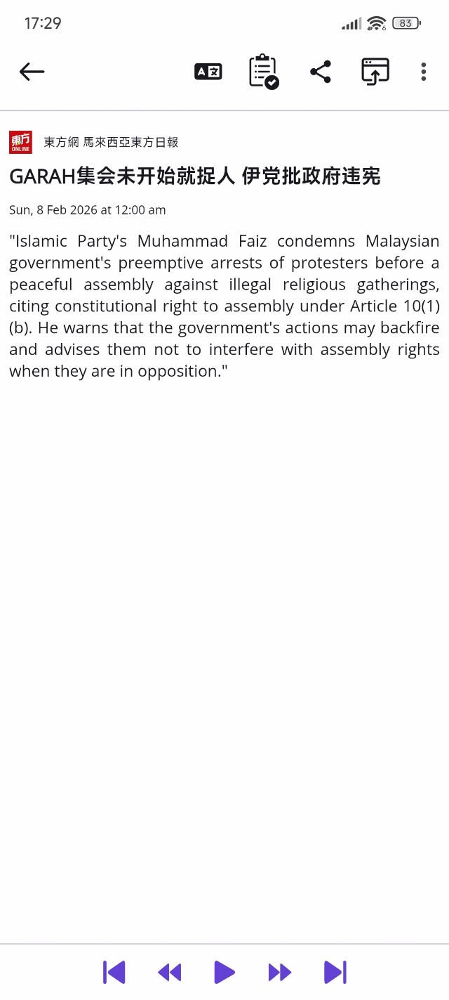 17:29
83
6
A 文
東方
ONLINE
東方網 馬來西亞東方日報
GARAH集会未开始就捉人 伊党批政府违宪
Sun, 8 Feb 2026 at 12:00 am
"Islamic Party's Muhammad Faiz condemns Malaysian
government's preemptive arrests of protesters before a
peaceful assembly against illegal religious gatherings,
citing constitutional right to assembly under Article 10(1)
(b). He warns that the government's actions may backfire
and advises them not to interfere with assembly rights
when they are in opposition."